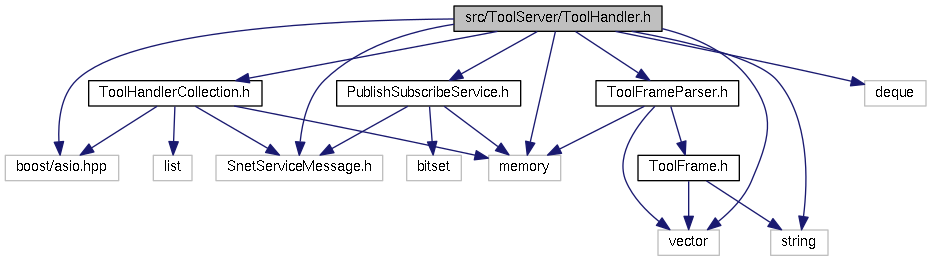 src/ToolServer/ToolHandler.h
ToolHandlerCollection.h
PublishSubscribeService.h
ToolFrameParser.h
deque
boost/asio.hpp
list
SnetServiceMessage.h
bitset
memory
ToolFrame.h
vector
string